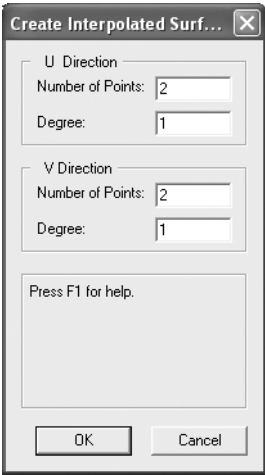 Create Interpolated Surf...
U Direction
Number of Points: 2
Degree: 1
V Direction
Number of Points: 2
Degree: 1
Press F1 for help.
OK Cancel